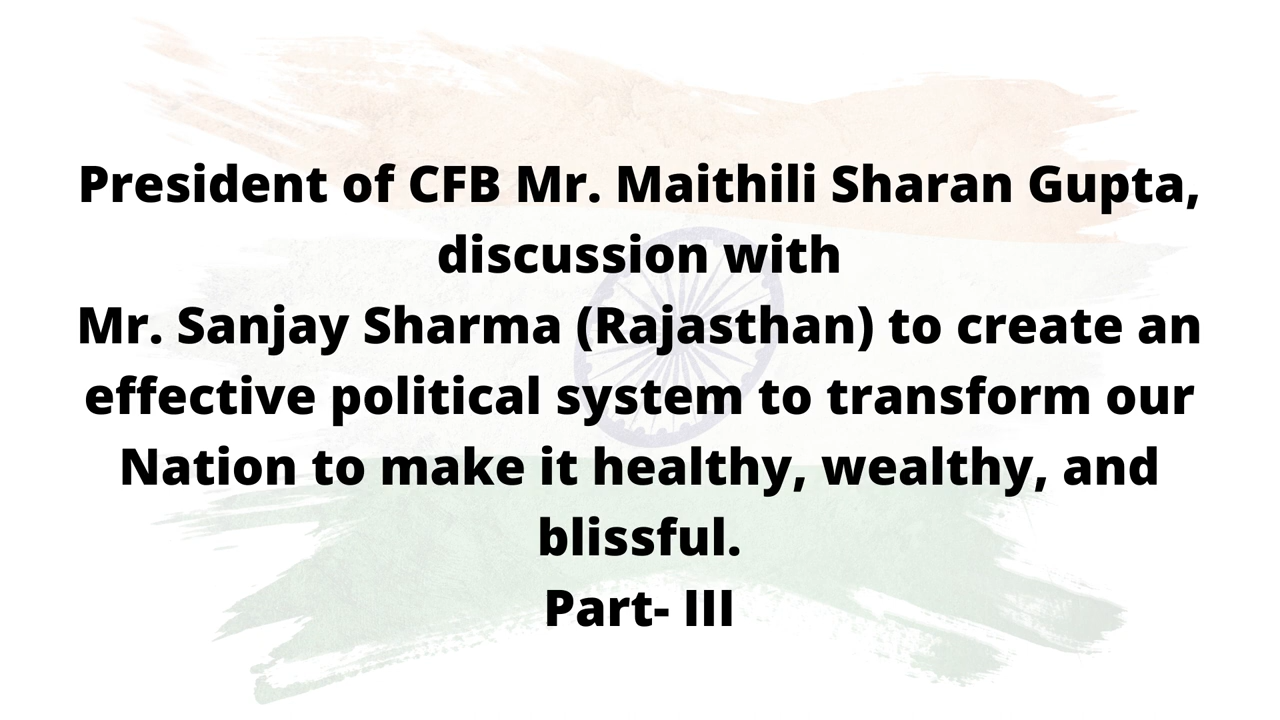 President of CFB Mr. Maithili Sharan Gupta,
discussion with
Mr. Sanjay Sharma (Rajasthan) to create an
effective political system to transform our
Nation to make it healthy, wealthy, and
blissful.
Part- III